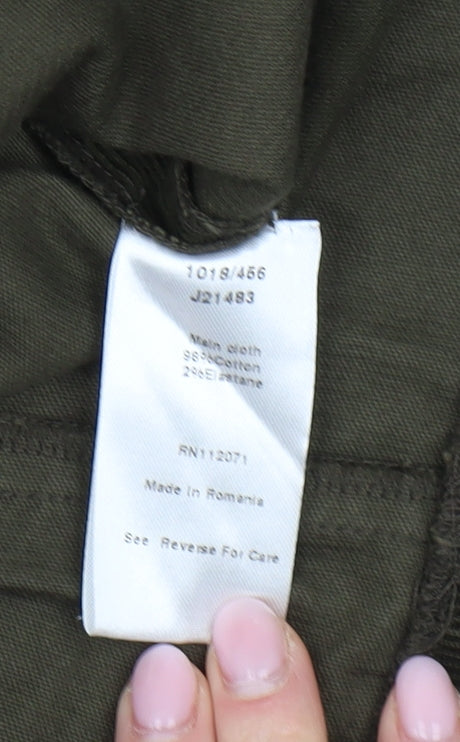 1018/456
J21483
Main cloth
98%Cotton
2%Elastane
RN112071
Made in Romania
See Reverse For Care